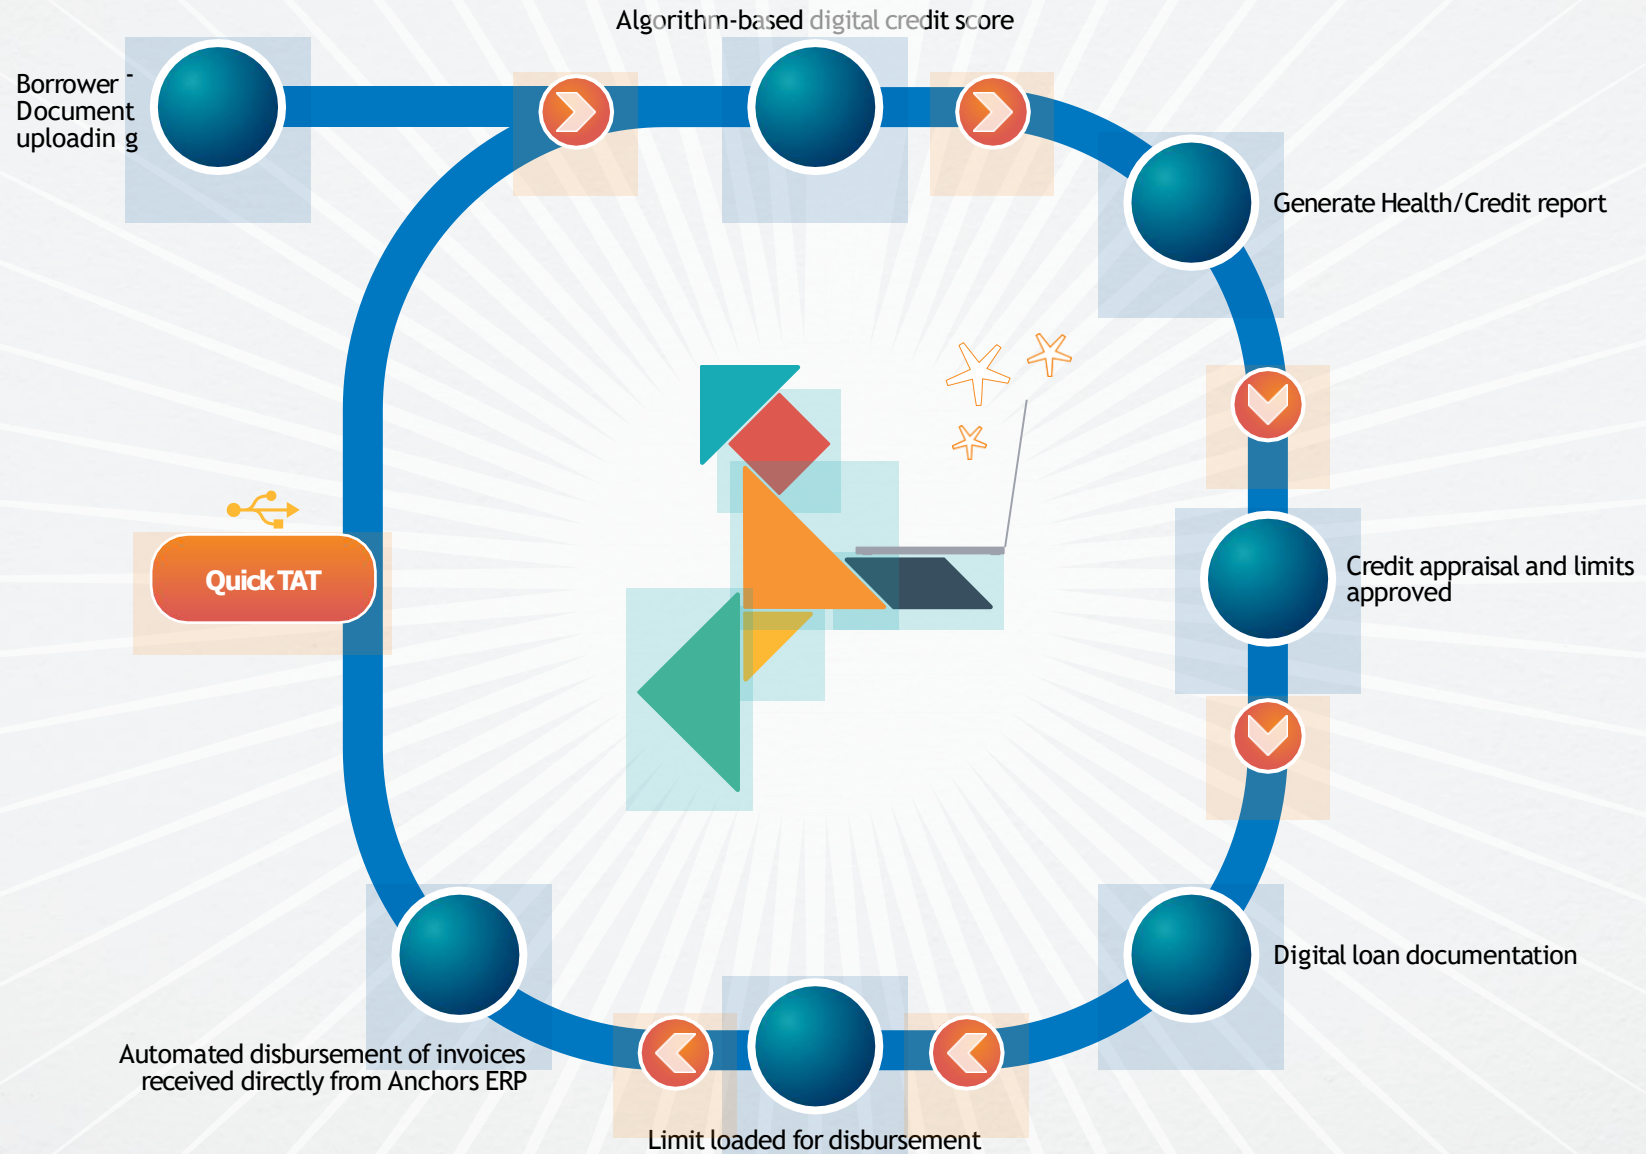 Algorithm-based digital credit score
Borrower -
Document
uploadin g
Generate Health/Credit report
Credit appraisal and limits
approved
Quick TAT
Digital loan documentation
Automated disbursement of invoices
received directly from Anchors ERP
Limit loaded for disbursement